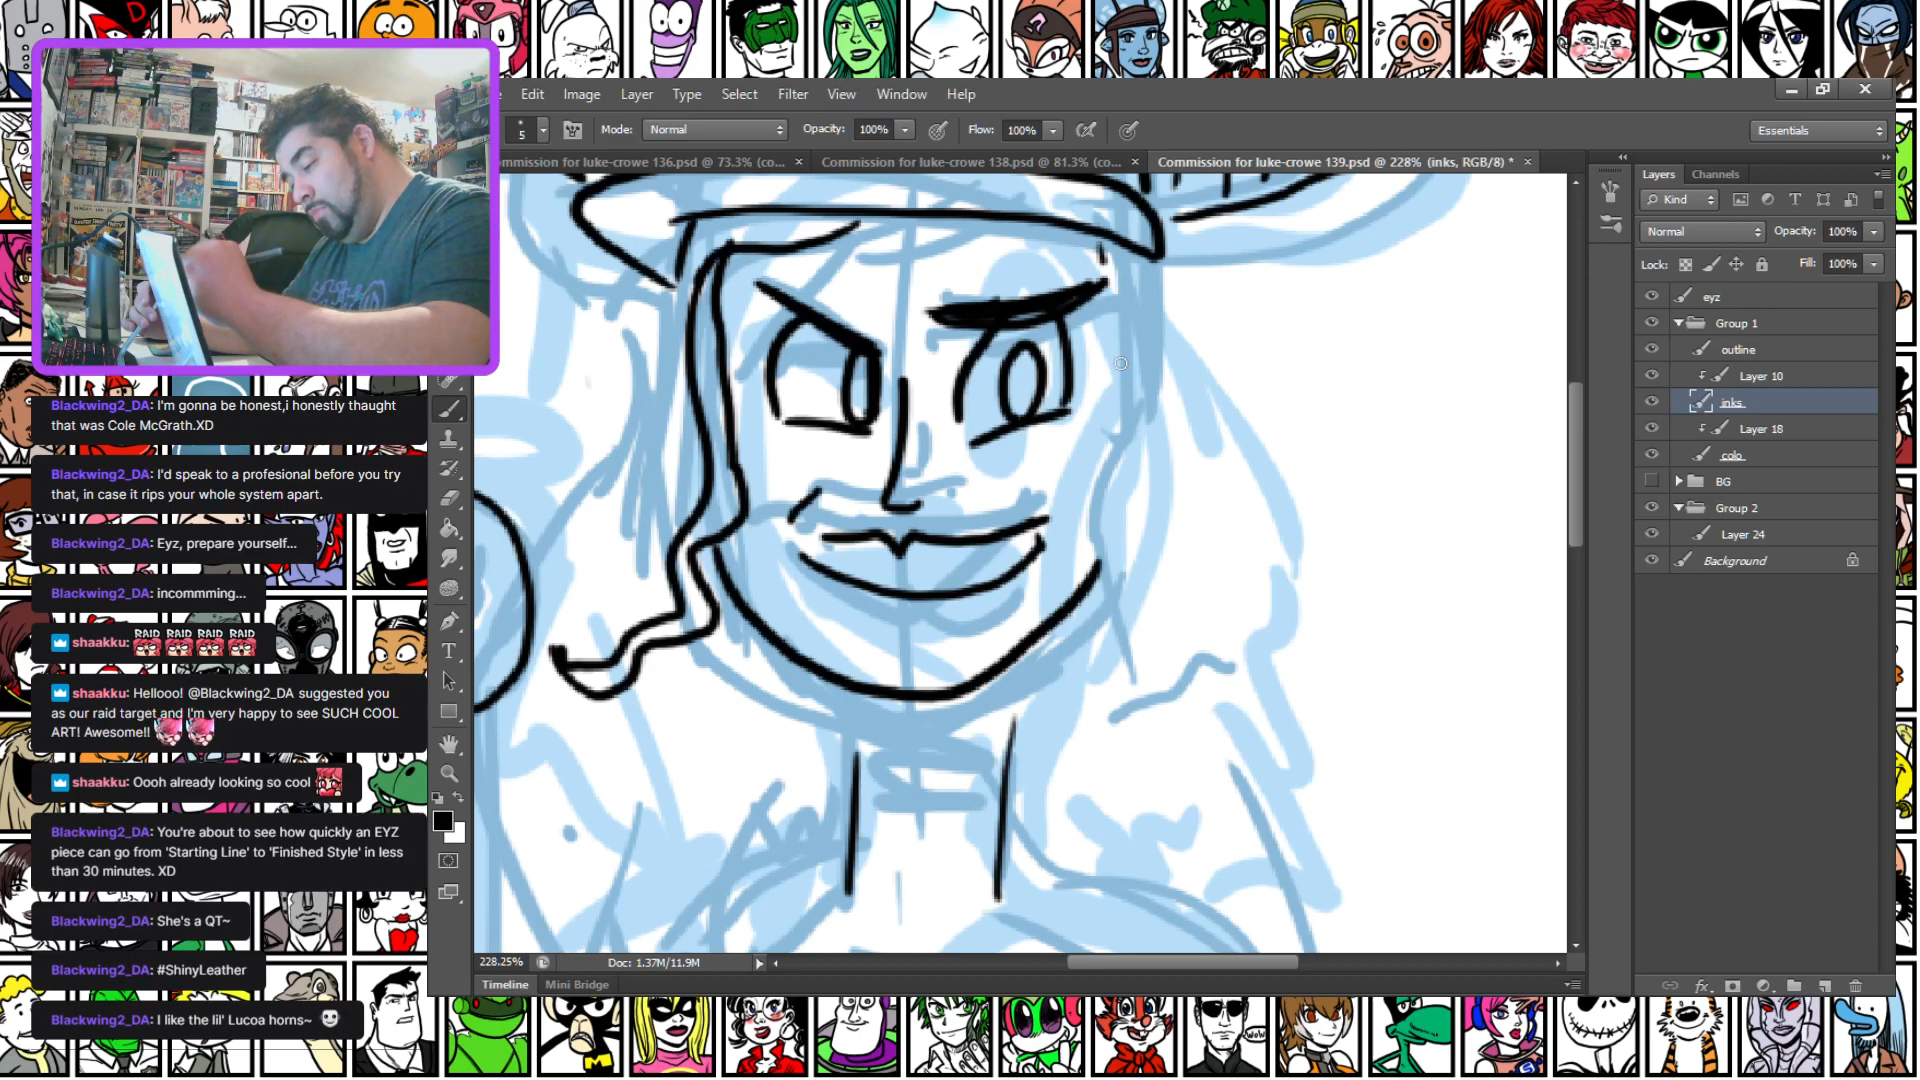 Edit Image Layer Type Select Filter View Window Help
5 Mode: Normal Opacity: 100% Flow: 100% Essentials
Commission for luke-crowe 136.psd @ 73.3% (co... × Commission for luke-crowe 138.psd @ 81.3% (co... × Commission for luke-crowe 139.psd @ 228% (inks, RGB/8) * ×
Layers Channels
Kind
Normal Opacity: 100%
Lock: Fill: 100%
eyz
Group 1
outline
Layer 10
inks
Layer 18
colo
BG
Group 2
Layer 24
Background
Blackwing2_DA: I'm gonna be honest,i honestly thaught
that was Cole McGrath.XD
Blackwing2_DA: I'd speak to a profesional before you try
that, in case it rips your whole system apart.
Blackwing2_DA: Eyz, prepare yourself...
Blackwing2_DA: incommming...
shaakku: RAID RAID RAID RAID
shaakku: Hellooo! @Blackwing2_DA suggested you
as our raid target and I'm very happy to see SUCH COOL
ART! Awesome!!
shaakku: Oooh already looking so cool
Blackwing2_DA: You're about to see how quickly an EYZ
piece can go from 'Starting Line' to 'Finished Style' in less
than 30 minutes. XD
Blackwing2_DA: She's a QT~
Blackwing2_DA: #ShinyLeather
Blackwing2_DA: I like the lil' Lucoa horns~
228.25% Doc: 1.37M/11.9M
Timeline Mini Bridge
WOW